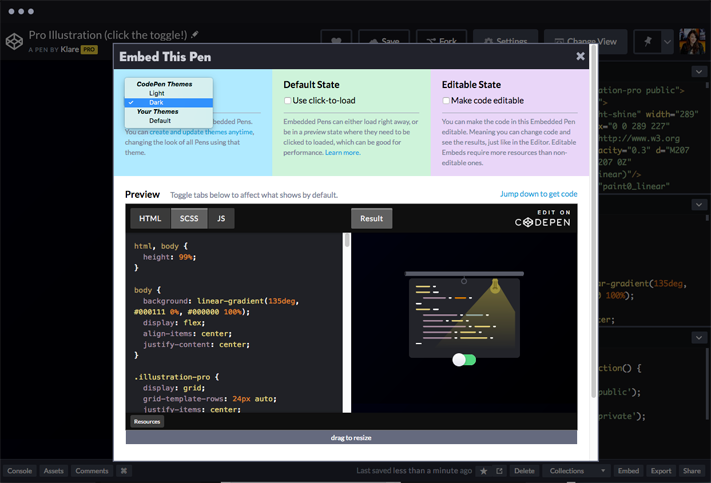 Pro Illustration (click the toggle!)
A PEN BY Klare PRO
Save
Fork
Settings
Change View
Embed This Pen
CodePen Themes
Light
Dark
Your Themes
Default
Embedded Pens.
You can create and update themes anytime,
changing the look of all Pens using that
theme.
Default State
Use click-to-load
Embedded Pens can either load right away, or
be in a preview state where they need to be
clicked to loaded, which can be good for
performance. Learn more.
Editable State
Make code editable
You can make the code in this Embedded Pen
editable. Meaning you can change code and
see the results, just like in the Editor. Editable
Embeds require more resources than non-
editable ones.
Preview
Toggle tabs below to affect what shows by default.
Jump down to get code
HTML
SCSS
JS
Result
EDIT ON
CODEPEN
html, body {
height: 99%;
}
body {
background: linear-gradient(135deg,
#000111 0%, #000000 100%);
display: flex;
align-items: center;
justify-content: center;
}
.illustration-pro {
display: grid;
grid-template-rows: 24px auto;
justify-items: center;
Resources
drag to resize
ration-pro public">
">
ht-shine" width="289"
x="0 0 289 227"
http://www.w3.org
acity="0.3" d="M207
207 0Z"
inear)"/>
"paint0_linear"
ar-gradient(135deg,
0 100%);
nter;
ction() {
public');
private');
Console
Assets
Comments
⌘
Last saved less than a minute ago
Delete
Collections
Embed
Export
Share